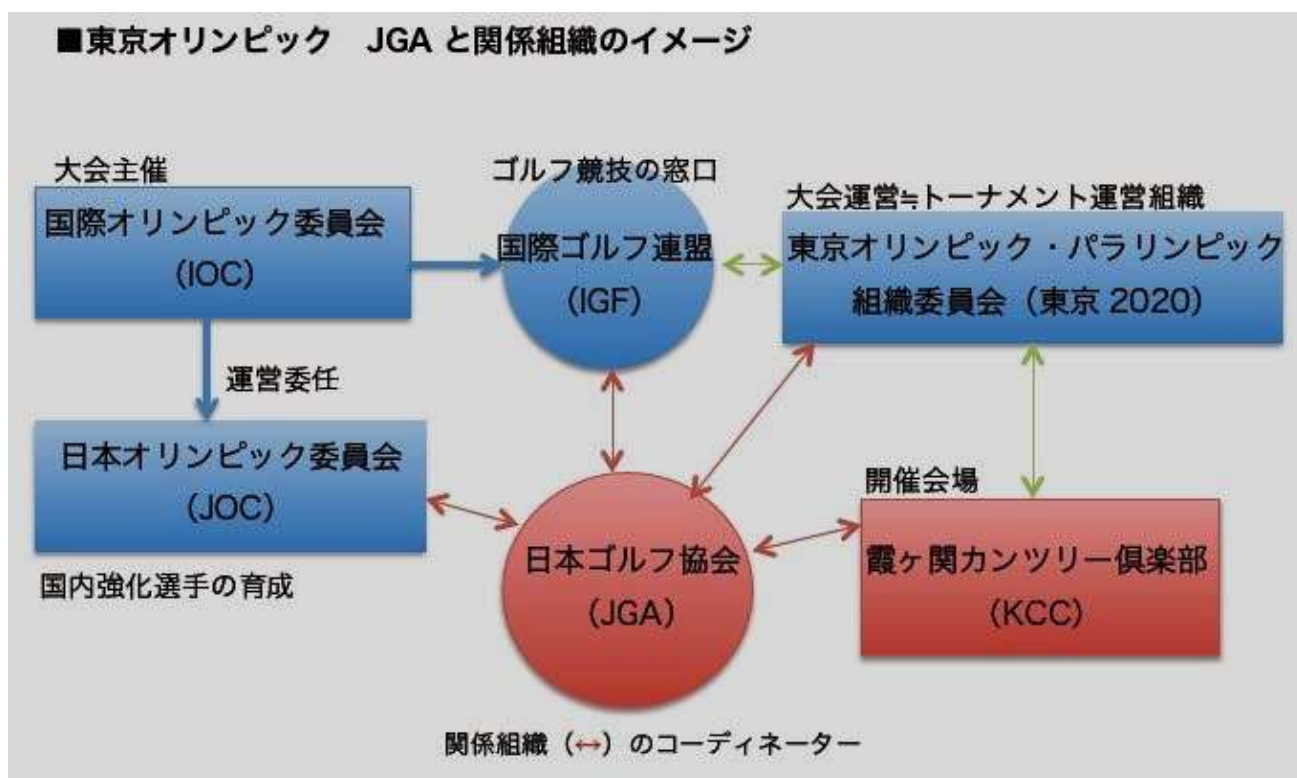 ■東京オリンピック　JGA と関係組織のイメージ
大会主催
国際オリンピック委員会
(IOC)
ゴルフ競技の窓口
国際ゴルフ連盟
(IGF)
大会運営≒トーナメント運営組織
東京オリンピック・パラリンピック
組織委員会（東京 2020）
運営委任
日本オリンピック委員会
(JOC)
国内強化選手の育成
日本ゴルフ協会
(JGA)
開催会場
霞ヶ関カンツリー倶楽部
(KCC)
関係組織（↔）のコーディネーター